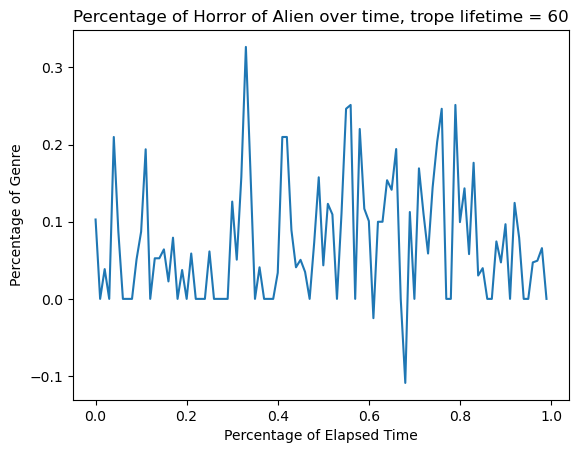 Percentage of Horror of Alien over time, trope lifetime = 60
0.3
0.2
0.1
0.0
−0.1
Percentage of Genre
0.0 0.2 0.4 0.6 0.8 1.0
Percentage of Elapsed Time